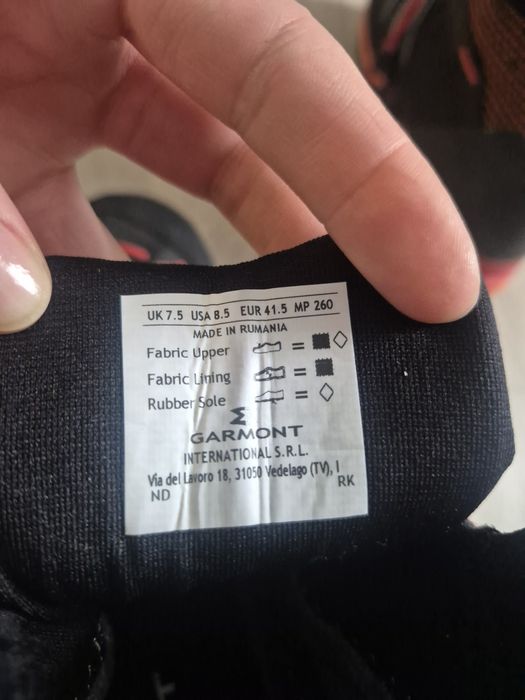 UK 7.5 USA 8.5 EUR 41.5 MP 260
MADE IN RUMANIA
Fabric Upper =
Fabric Lining =
Rubber Sole =
GARMONT
INTERNATIONAL S.R.L.
Via del Lavoro 18, 31050 Vedelago (TV), I
ND RK